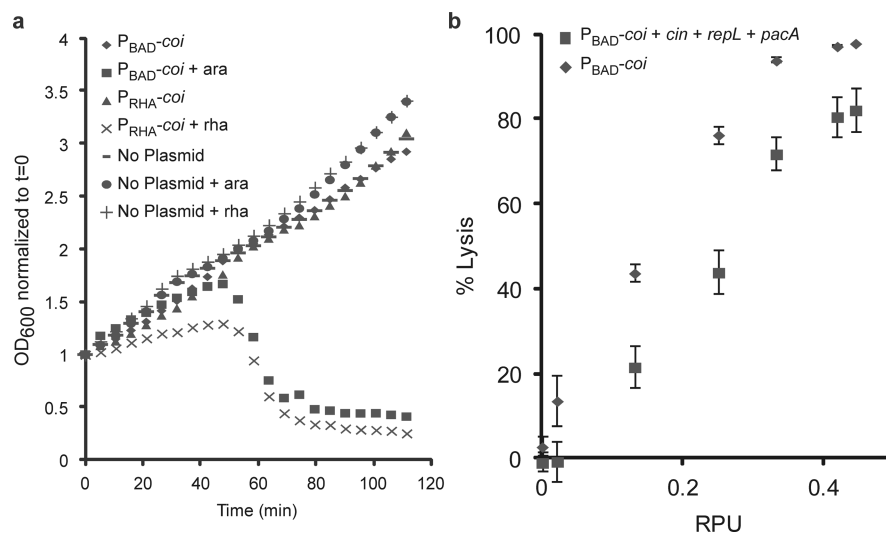 a
4
3.5
3
2.5
2
1.5
1
0.5
0
OD600 normalized to t=0
PBAD-coi
PBAD-coi + ara
PRHA-coi
PRHA-coi + rha
No Plasmid
No Plasmid + ara
No Plasmid + rha
0 20 40 60 80 100 120
Time (min)
b
100
80
60
40
20
0
% Lysis
PBAD-coi + cin + repL + pacA
PBAD-coi
0 0.2 0.4
RPU